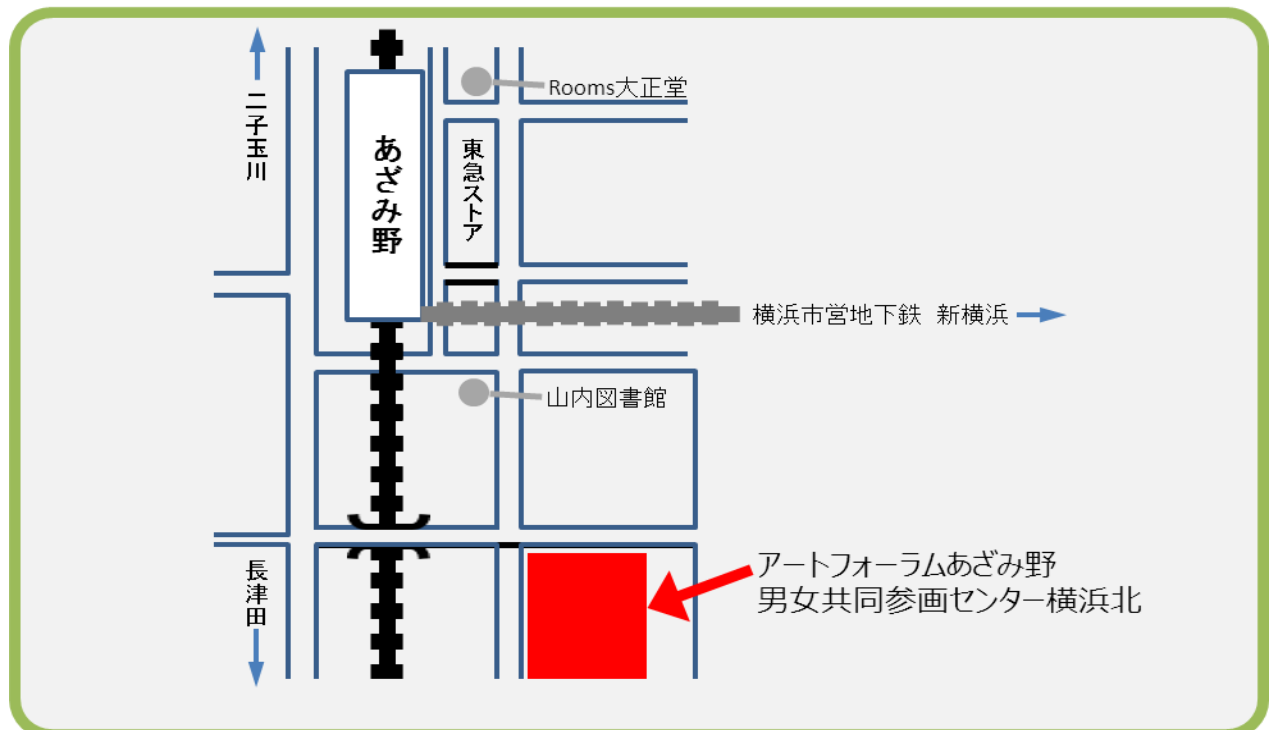 二子玉川
Rooms大正堂
あざみ野
東急ストア
横浜市営地下鉄 新横浜
山内図書館
長津田
アートフォーラムあざみ野
男女共同参画センター横浜北